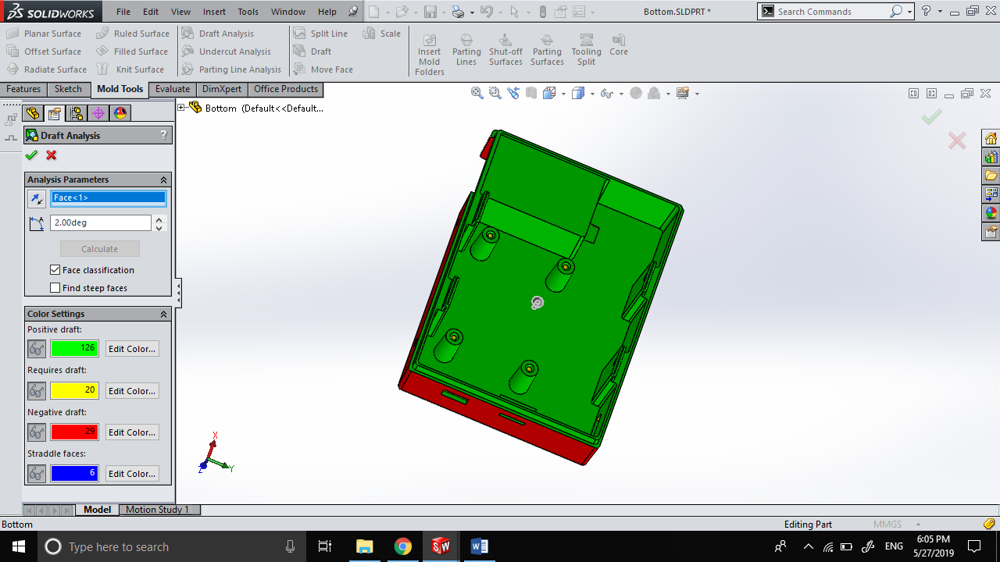 SOLIDWORKS File Edit View Insert Tools Window Help Bottom.SLDPRT * Search Commands
Planar Surface Ruled Surface Draft Analysis Split Line Scale
Offset Surface Filled Surface Undercut Analysis Draft
Radiate Surface Knit Surface Parting Line Analysis Move Face
Insert Mold Folders
Parting Lines
Shut-off Surfaces
Parting Surfaces
Tooling Split
Core
Features Sketch Mold Tools Evaluate DimXpert Office Products
Bottom (Default<<Default...
Draft Analysis ?
Analysis Parameters
Face<1>
2.00deg
Calculate
Face classification
Find steep faces
Color Settings
Positive draft:
126 Edit Color...
Requires draft:
20 Edit Color...
Negative draft:
29 Edit Color...
Straddle faces:
6 Edit Color...
X
Y
Z
Model Motion Study 1
Bottom Editing Part MMGS
Type here to search
ENG
6:05 PM
5/27/2019